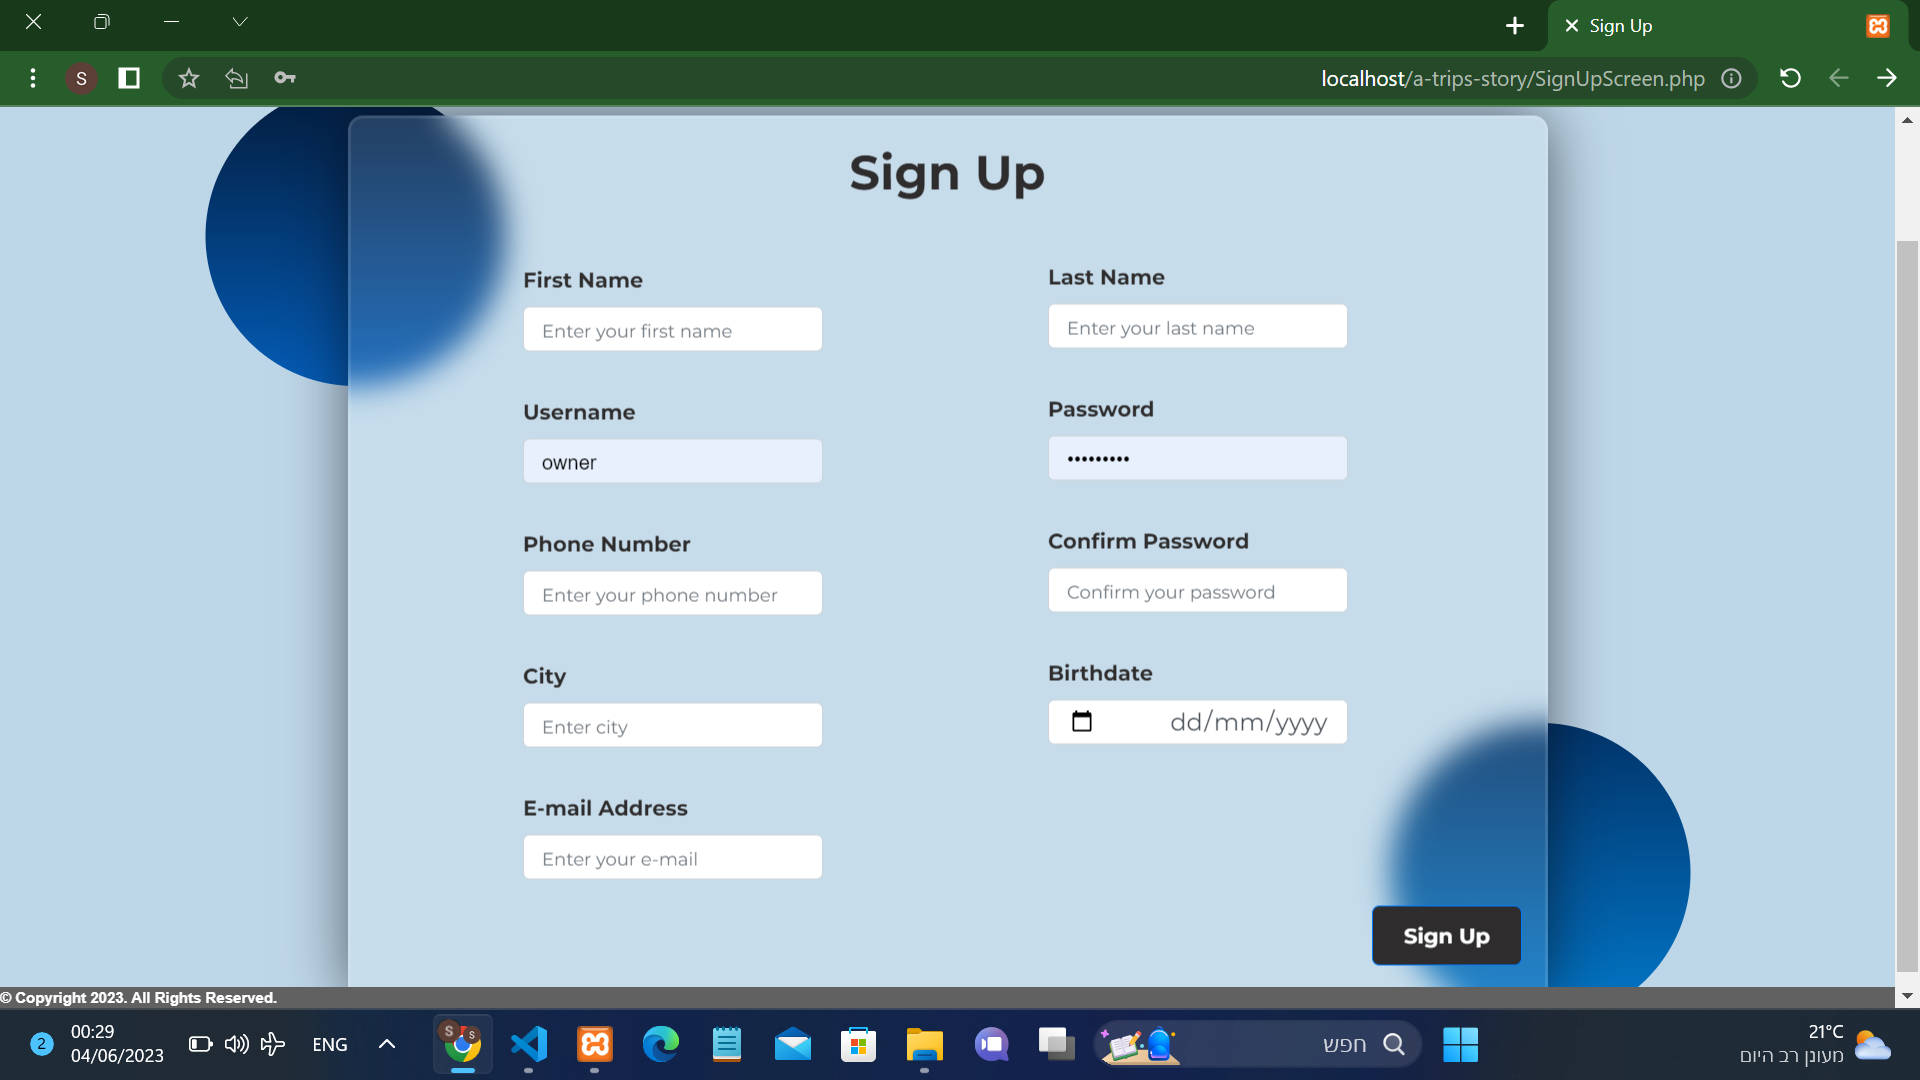 Sign Up
S
localhost/a-trips-story/SignUpScreen.php
Sign Up
First Name
Enter your first name
Last Name
Enter your last name
Username
owner
Password
•••••••••
Phone Number
Enter your phone number
Confirm Password
Confirm your password
City
Enter city
Birthdate
dd/mm/yyyy
E-mail Address
Enter your e-mail
Sign Up
© Copyright 2023. All Rights Reserved.
2
00:29
04/06/2023
ENG
S
S
חפש
21°C
מעונן רב היום